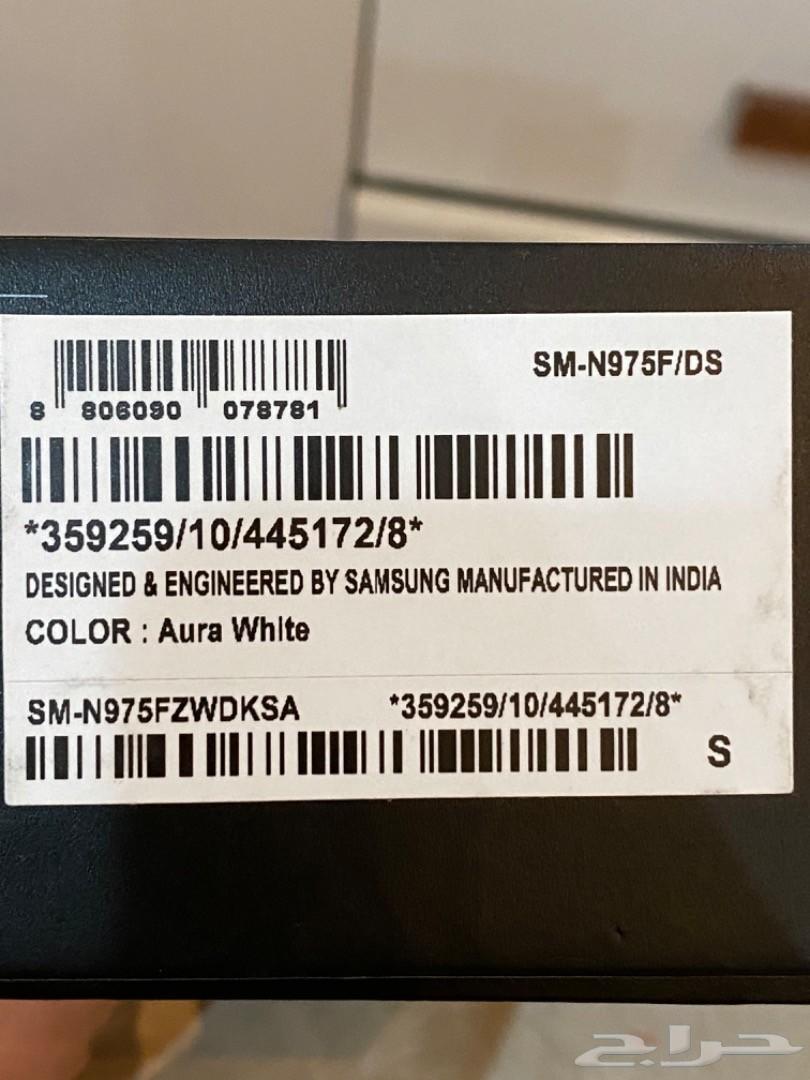 SM-N975F/DS
8 806090 078781
*359259/10/445172/8*
DESIGNED & ENGINEERED BY SAMSUNG MANUFACTURED IN INDIA
COLOR : Aura White
SM-N975FZWDKSA *359259/10/445172/8*
S
حراج